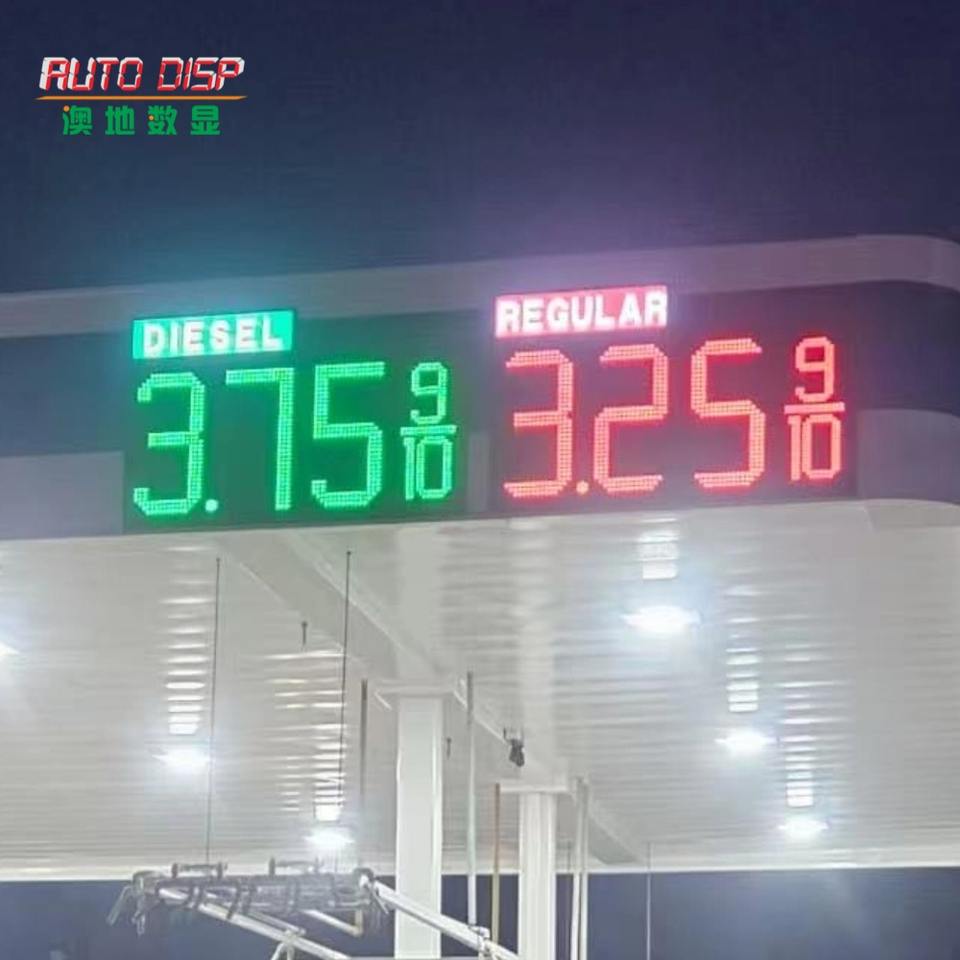 AUTO DISP
澳地数显
DIESEL
3.75 9/10
REGULAR
3.25 9/10